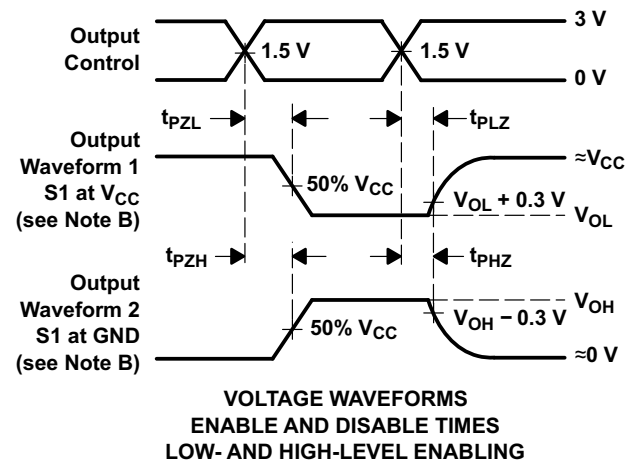 Output
Control
3 V
1.5 V
1.5 V
0 V
tPZL
tPLZ
Output
Waveform 1
S1 at VCC
(see Note B)
≈VCC
50% VCC
VOL + 0.3 V
VOL
tPZH
tPHZ
Output
Waveform 2
S1 at GND
(see Note B)
VOH
VOH − 0.3 V
50% VCC
≈0 V
VOLTAGE WAVEFORMS
ENABLE AND DISABLE TIMES
LOW- AND HIGH-LEVEL ENABLING